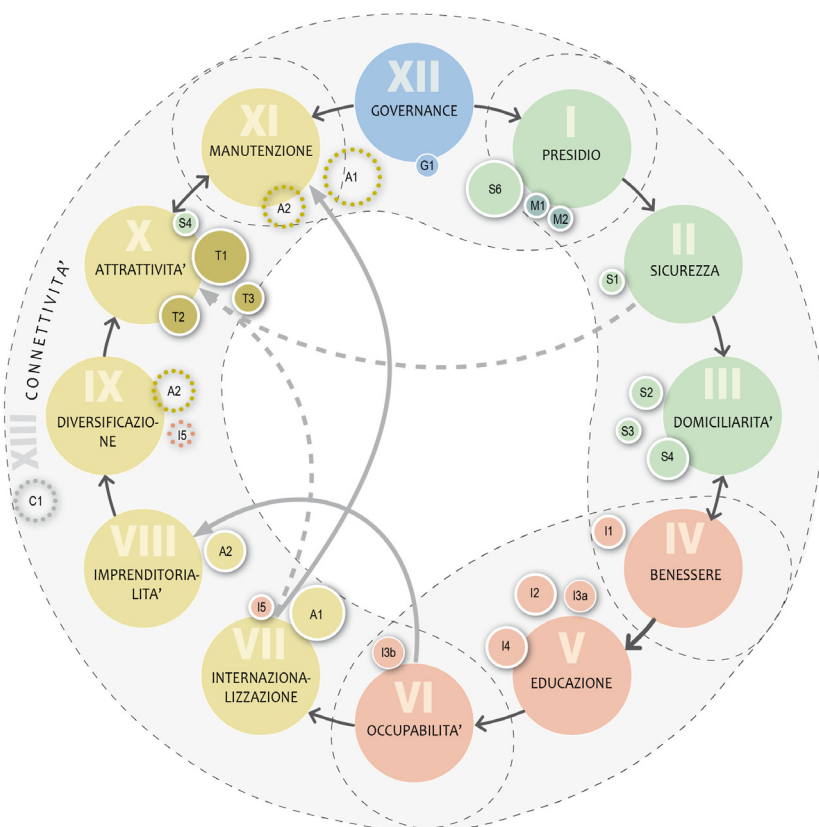 XII
GOVERNANCE
G1
I
PRESIDIO
S6
M1
M2
II
SICUREZZA
S1
III
DOMICILIARITA’
S2
S3
S4
IV
BENESSERE
I1
V
EDUCAZIONE
I2
I3a
I4
VI
OCCUPABILITA’
I3b
VII
INTERNAZIONA-
LIZZAZIONE
I5
A1
VIII
IMPRENDITORIA-
LITA’
A2
IX
DIVERSIFICAZIO-
NE
A2
I5
X
ATTRATTIVITA’
S4
T1
T2
T3
XI
MANUTENZIONE
A2
A1
XIII CONNETTIVITA’
C1